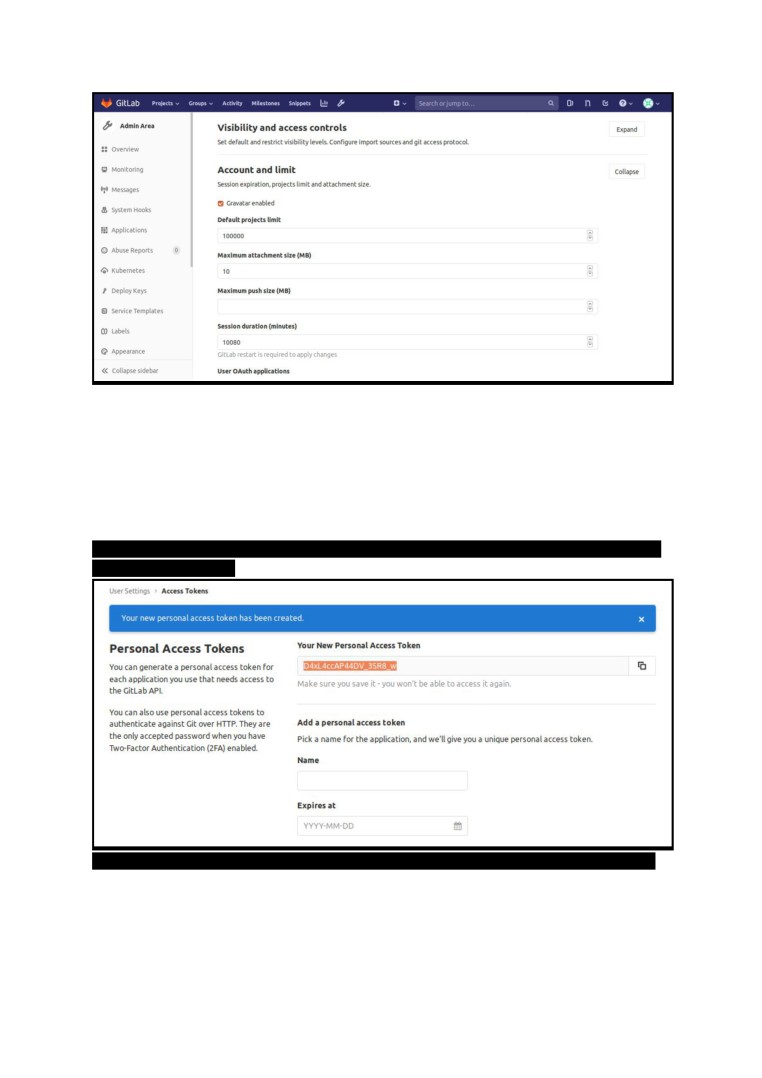 GitLab Projects Groups Activity Milestones Snippets Search or jump to...
Admin Area
Overview
Monitoring
Messages
System Hooks
Applications
Abuse Reports 0
Kubernetes
Deploy Keys
Service Templates
Labels
Appearance
Collapse sidebar
Visibility and access controls
Expand
Set default and restrict visibility levels. Configure import sources and git access protocol.
Account and limit
Collapse
Session expiration, projects limit and attachment size.
Gravatar enabled
Default projects limit
100000
Maximum attachment size (MB)
10
Maximum push size (MB)
Session duration (minutes)
10080
GitLab restart is required to apply changes
User OAuth applications
User Settings > Access Tokens
Your new personal access token has been created.
Personal Access Tokens
You can generate a personal access token for
each application you use that needs access to
the GitLab API.
You can also use personal access tokens to
authenticate against Git over HTTP. They are
the only accepted password when you have
Two-Factor Authentication (2FA) enabled.
Your New Personal Access Token
D4xL4ccAP44DV_3SR8_w
Make sure you save it - you won't be able to access it again.
Add a personal access token
Pick a name for the application, and we'll give you a unique personal access token.
Name
Expires at
YYYY-MM-DD